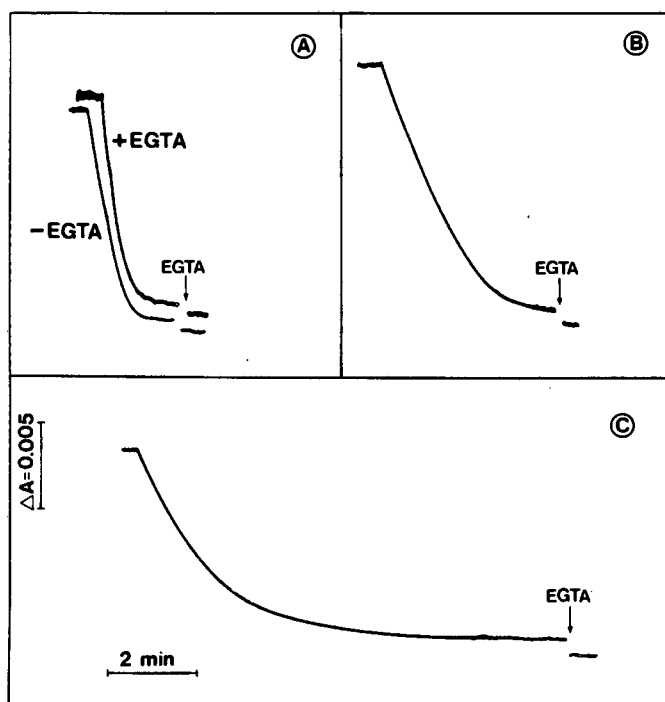 A
+EGTA
−EGTA
EGTA
B
EGTA
C
ΔA=0.005
EGTA
2 min